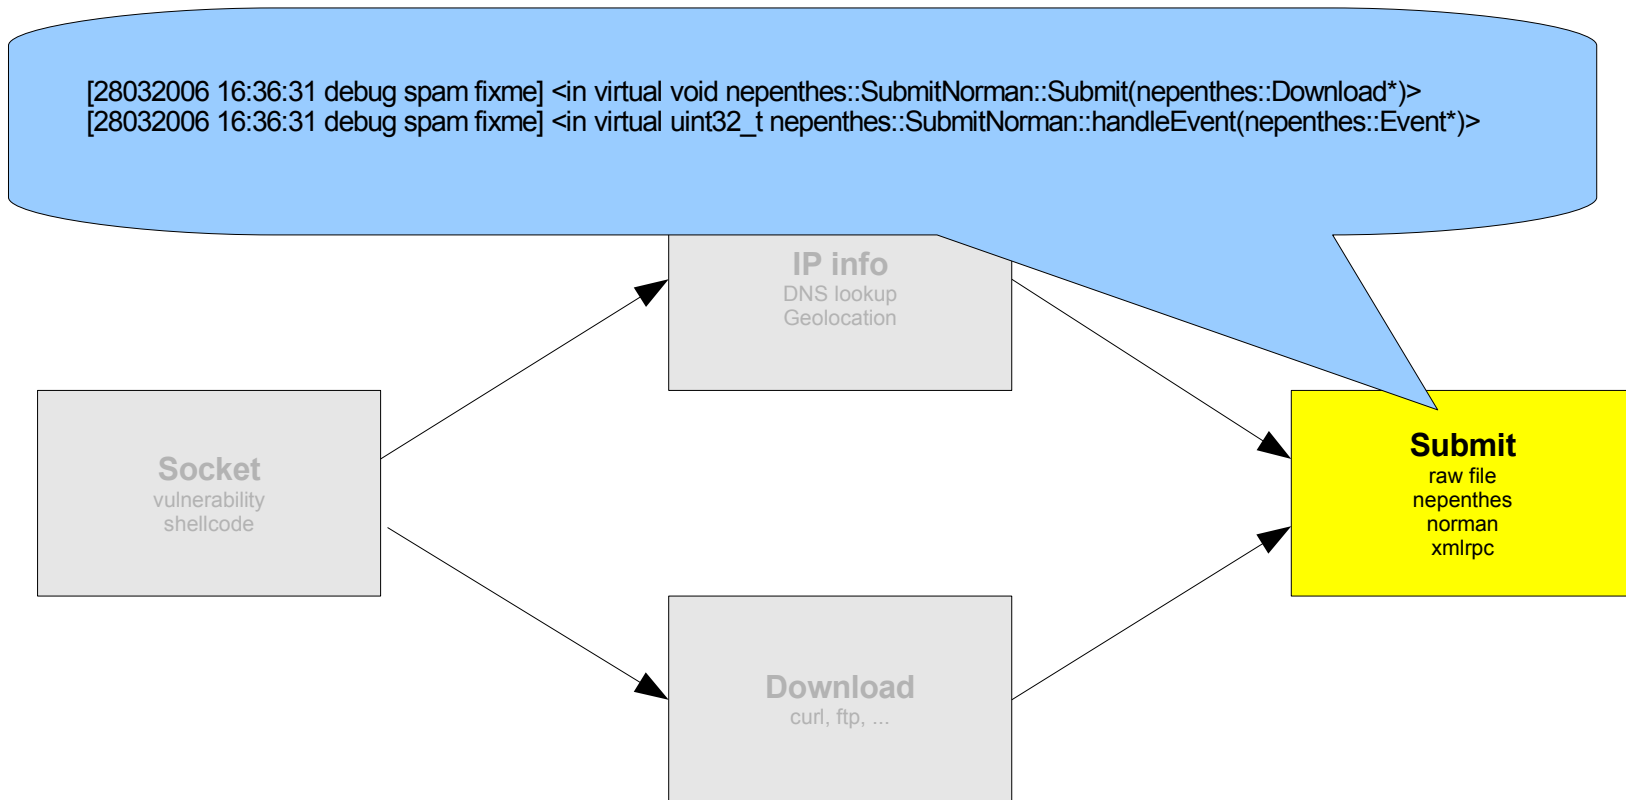 [28032006 16:36:31 debug spam fixme] <in virtual void nepenthes::SubmitNorman::Submit(nepenthes::Download*)>
[28032006 16:36:31 debug spam fixme] <in virtual uint32_t nepenthes::SubmitNorman::handleEvent(nepenthes::Event*)>
IP info
DNS lookup
Geolocation
Socket
vulnerability
shellcode
Submit
raw file
nepenthes
norman
xmlrpc
Download
curl, ftp, ...